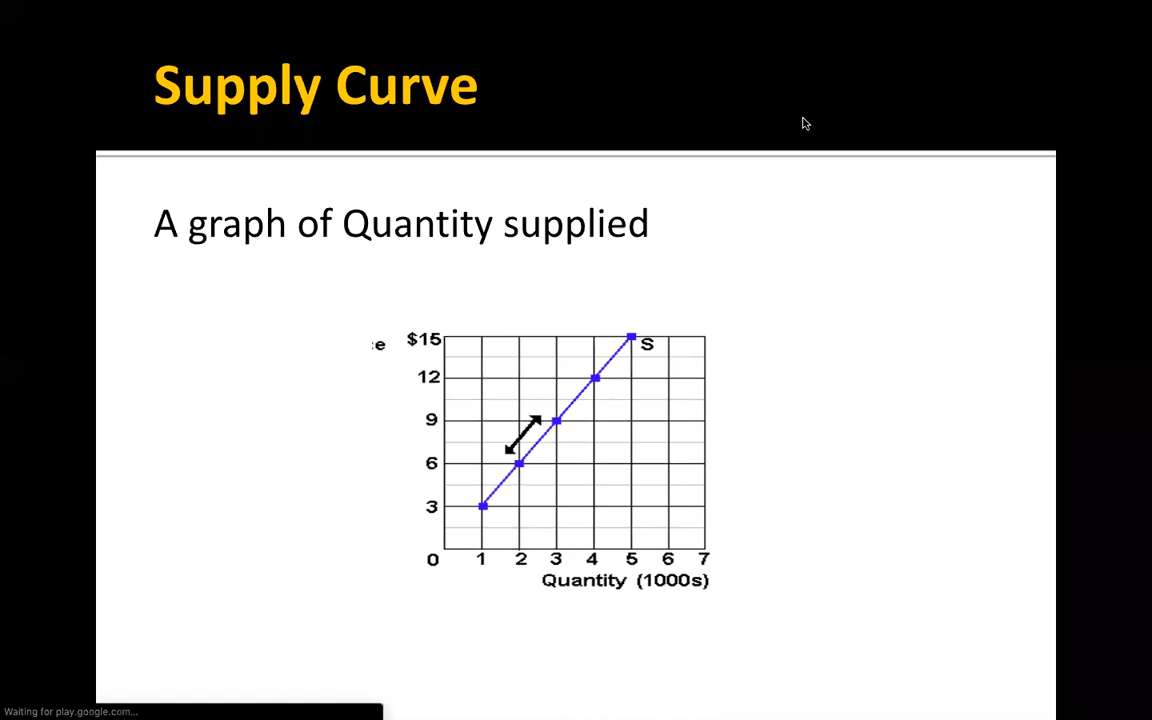 Supply Curve
A graph of Quantity supplied
:e
$15
S
12
9
6
3
0 1 2 3 4 5 6 7
Quantity (1000s)
Waiting for play.google.com...